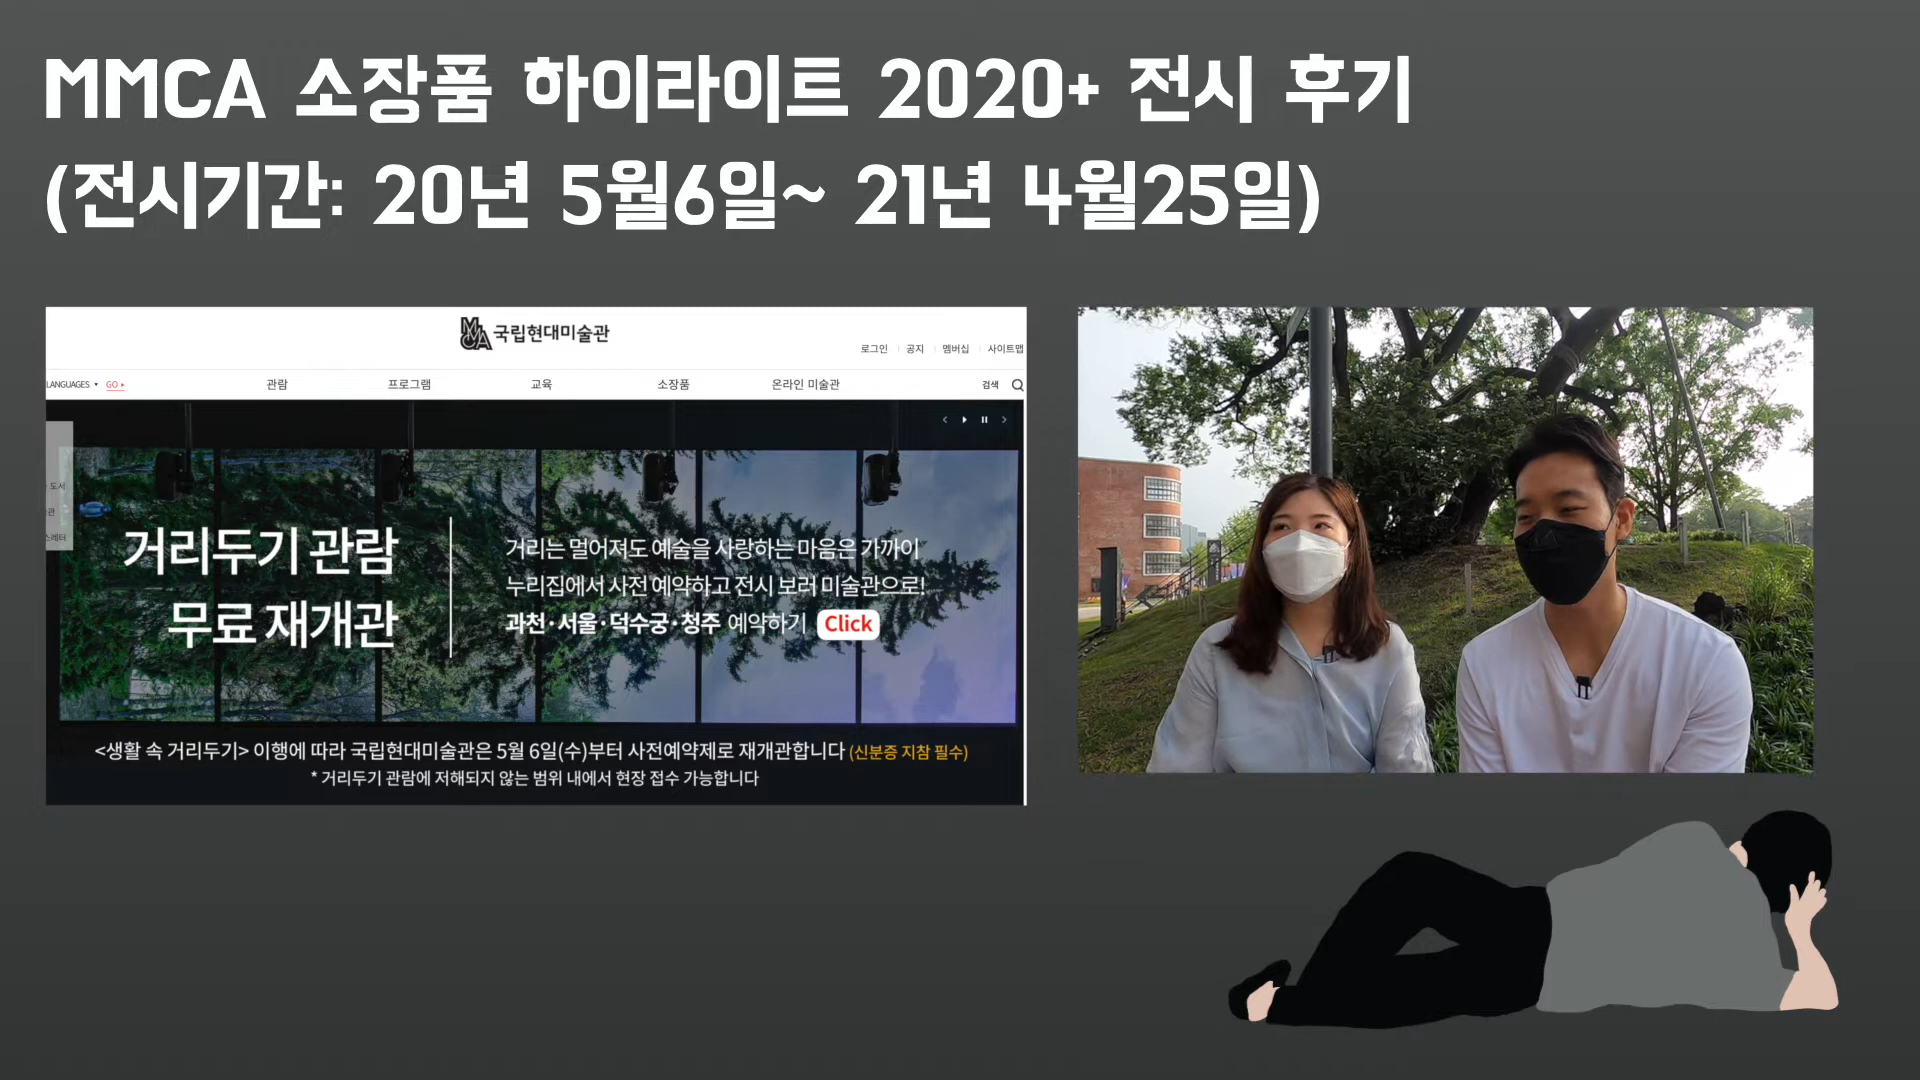 MMCA 소장품 하이라이트 2020+ 전시 후기
(전시기간: 20년 5월6일~ 21년 4월25일)
MMCA 국립현대미술관
로그인 공지 멤버십 사이트맵
LANGUAGES GO 관람 프로그램 교육 소장품 온라인 미술관 검색
도서
관
스레터
거리두기 관람
무료 재개관
거리는 멀어져도 예술을 사랑하는 마음은 가까이
누리집에서 사전 예약하고 전시 보러 미술관으로!
과천·서울·덕수궁·청주 예약하기 Click
<생활 속 거리두기> 이행에 따라 국립현대미술관은 5월 6일(수)부터 사전예약제로 재개관합니다 (신분증 지참 필수)
* 거리두기 관람에 저해되지 않는 범위 내에서 현장 접수 가능합니다